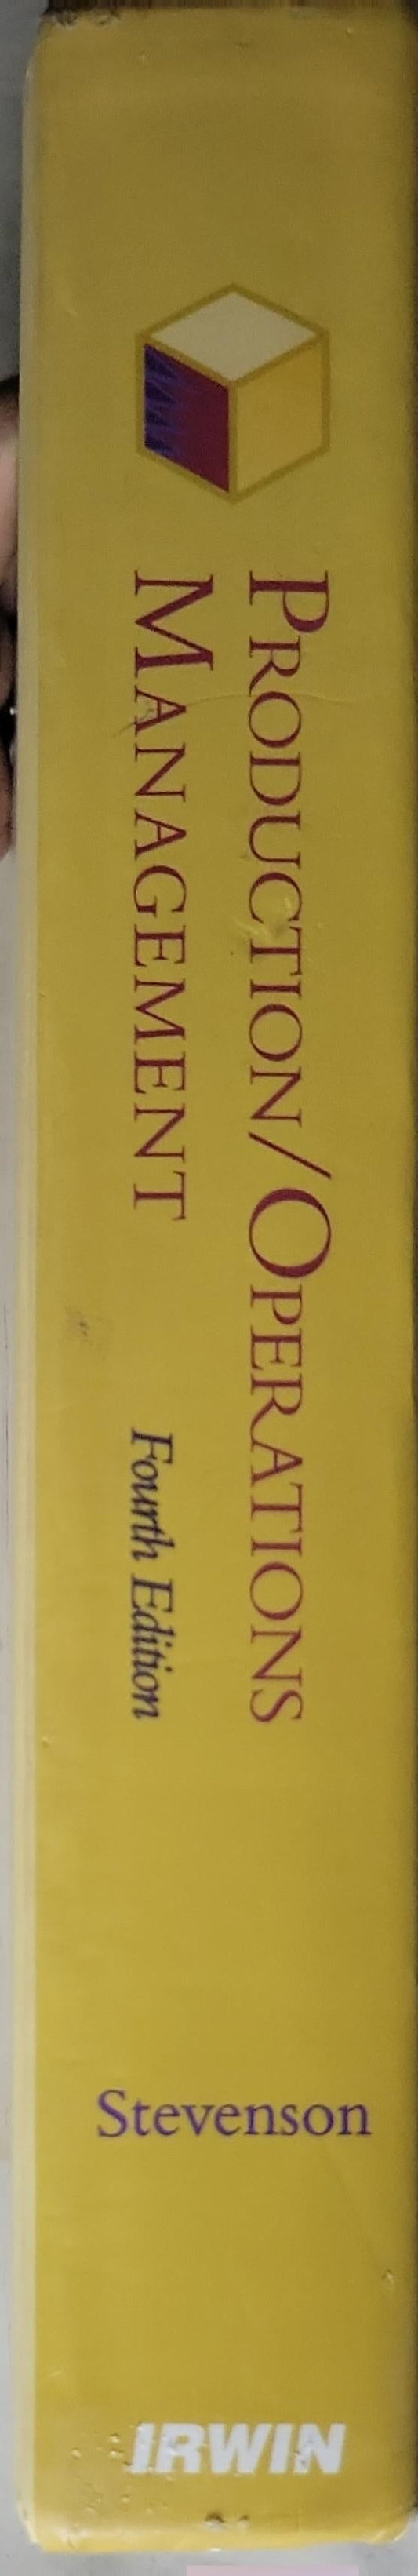 PRODUCTION/OPERATIONS
MANAGEMENT
Fourth Edition
Stevenson
IRWIN